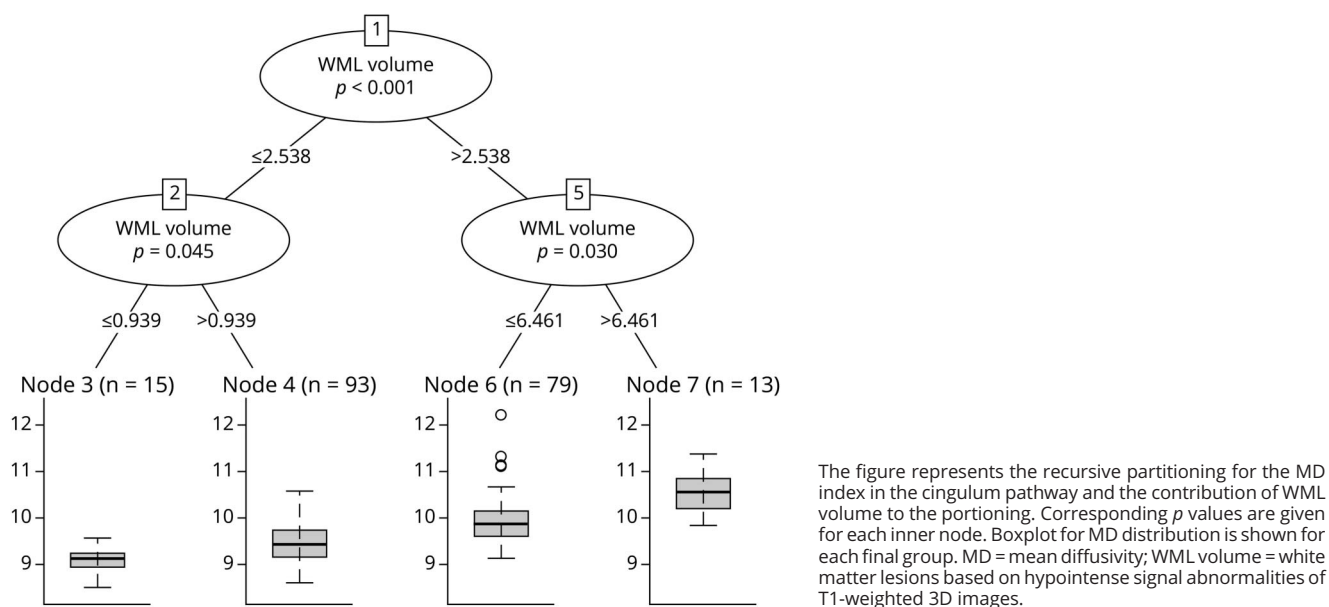 1
WML volume
p < 0.001
≤2.538
>2.538
2
WML volume
p = 0.045
5
WML volume
p = 0.030
≤0.939
>0.939
≤6.461
>6.461
Node 3 (n = 15)
Node 4 (n = 93)
Node 6 (n = 79)
Node 7 (n = 13)
12
11
10
9
12
11
10
9
12
11
10
9
12
11
10
9
The figure represents the recursive partitioning for the MD
index in the cingulum pathway and the contribution of WML
volume to the portioning. Corresponding p values are given
for each inner node. Boxplot for MD distribution is shown for
each final group. MD = mean diffusivity; WML volume = white
matter lesions based on hypointense signal abnormalities of
T1-weighted 3D images.